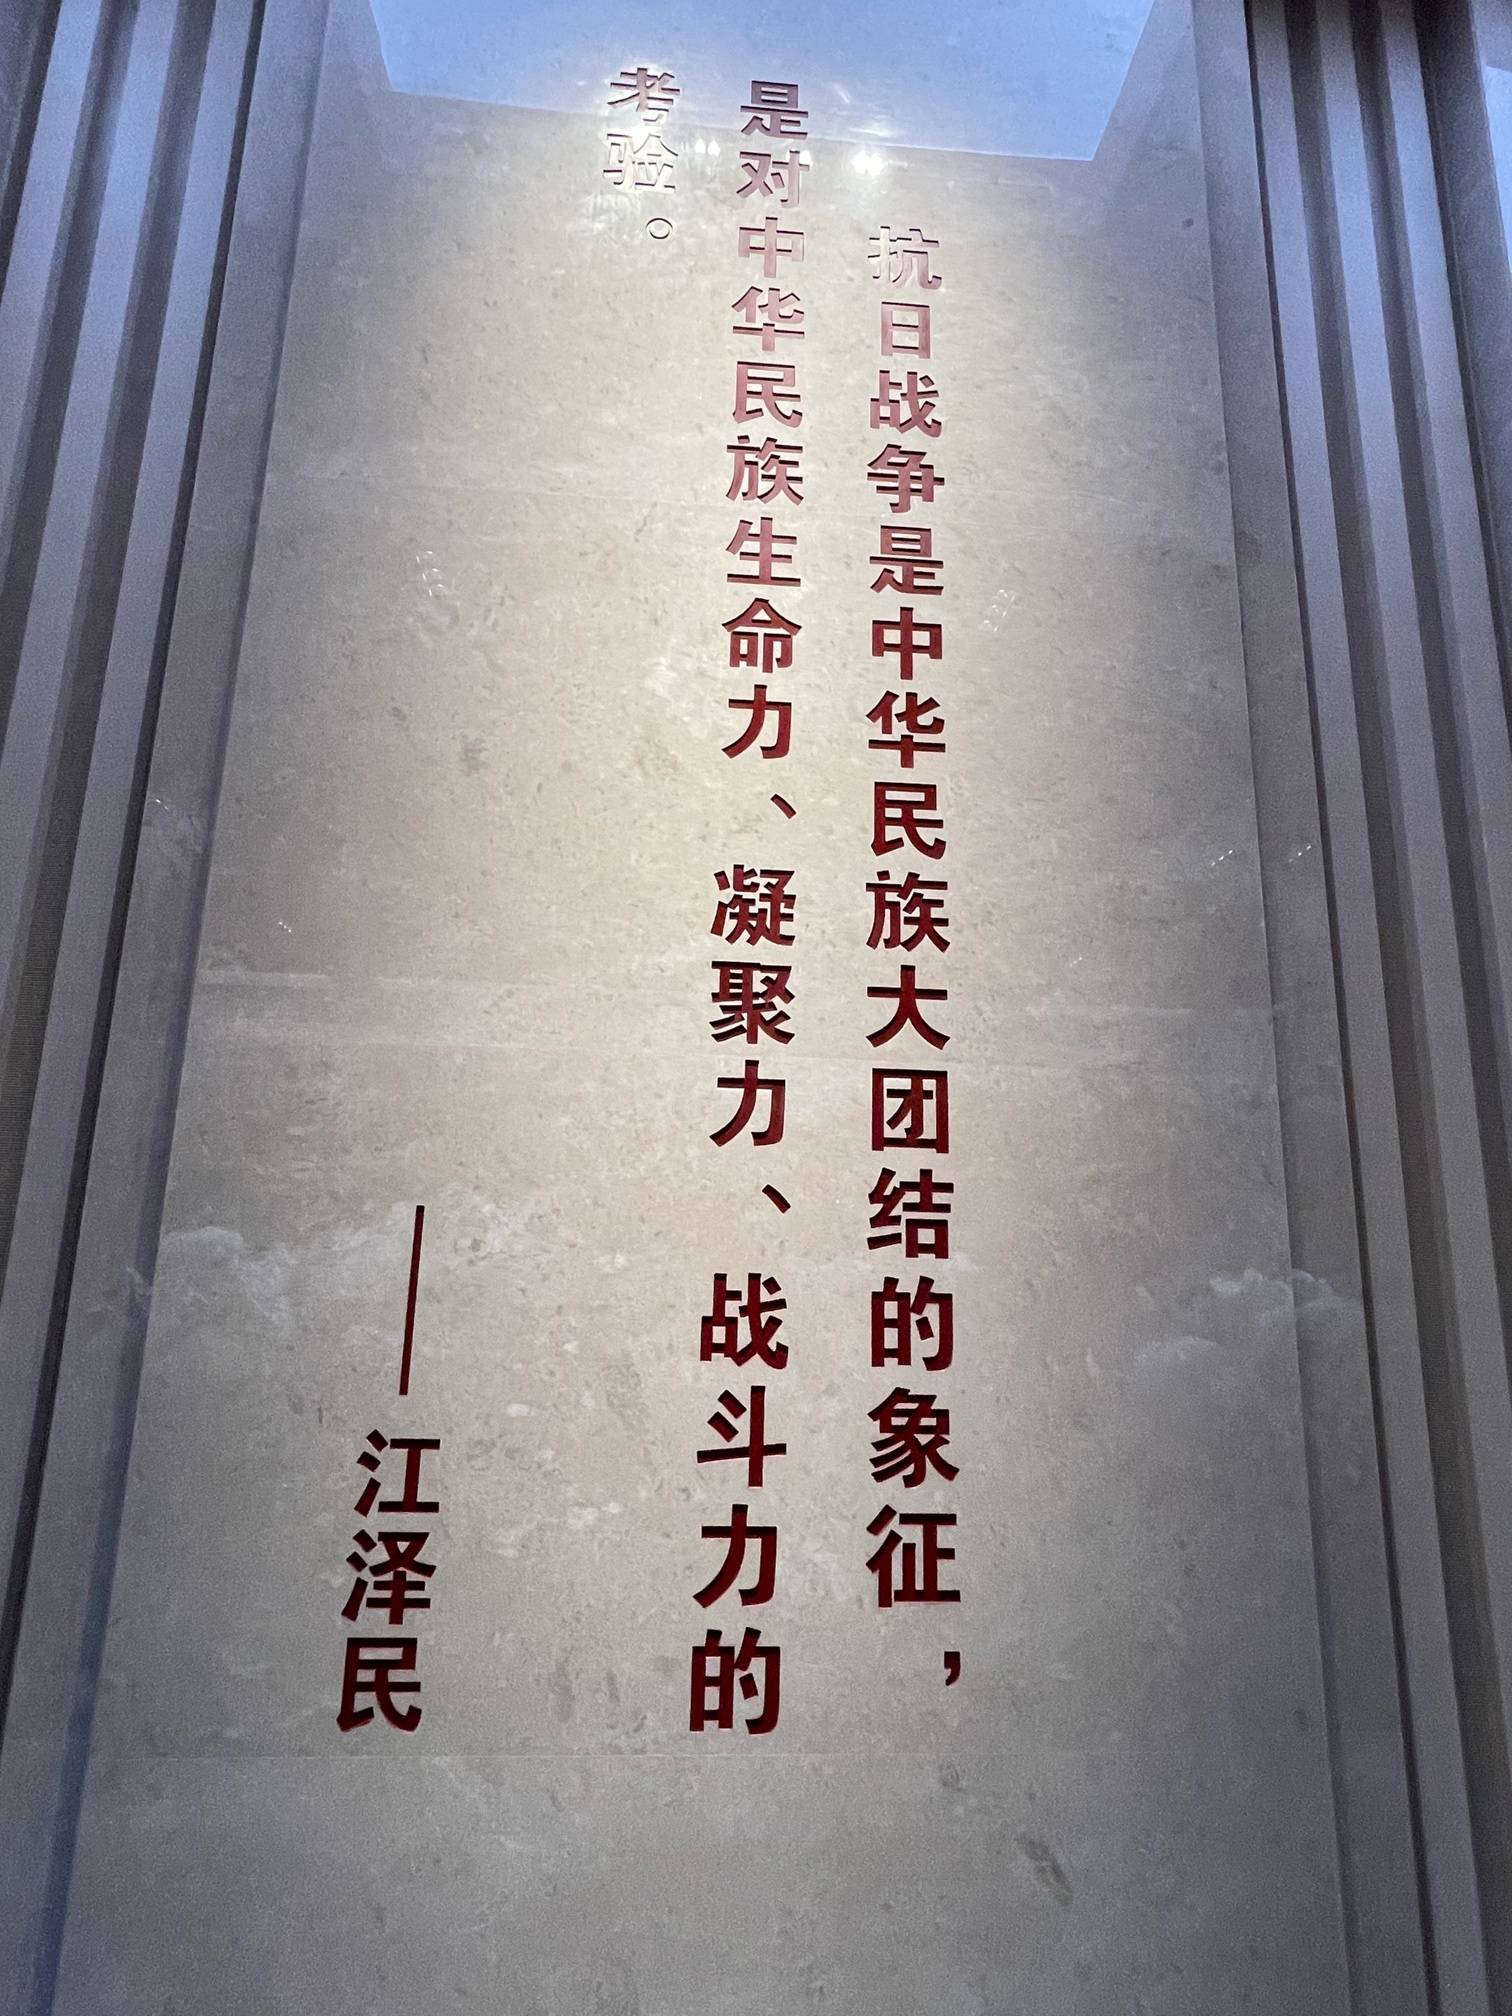 抗日战争是中华民族大团结的象征，
是对中华民族生命力、凝聚力、战斗力的
考验。
——江泽民